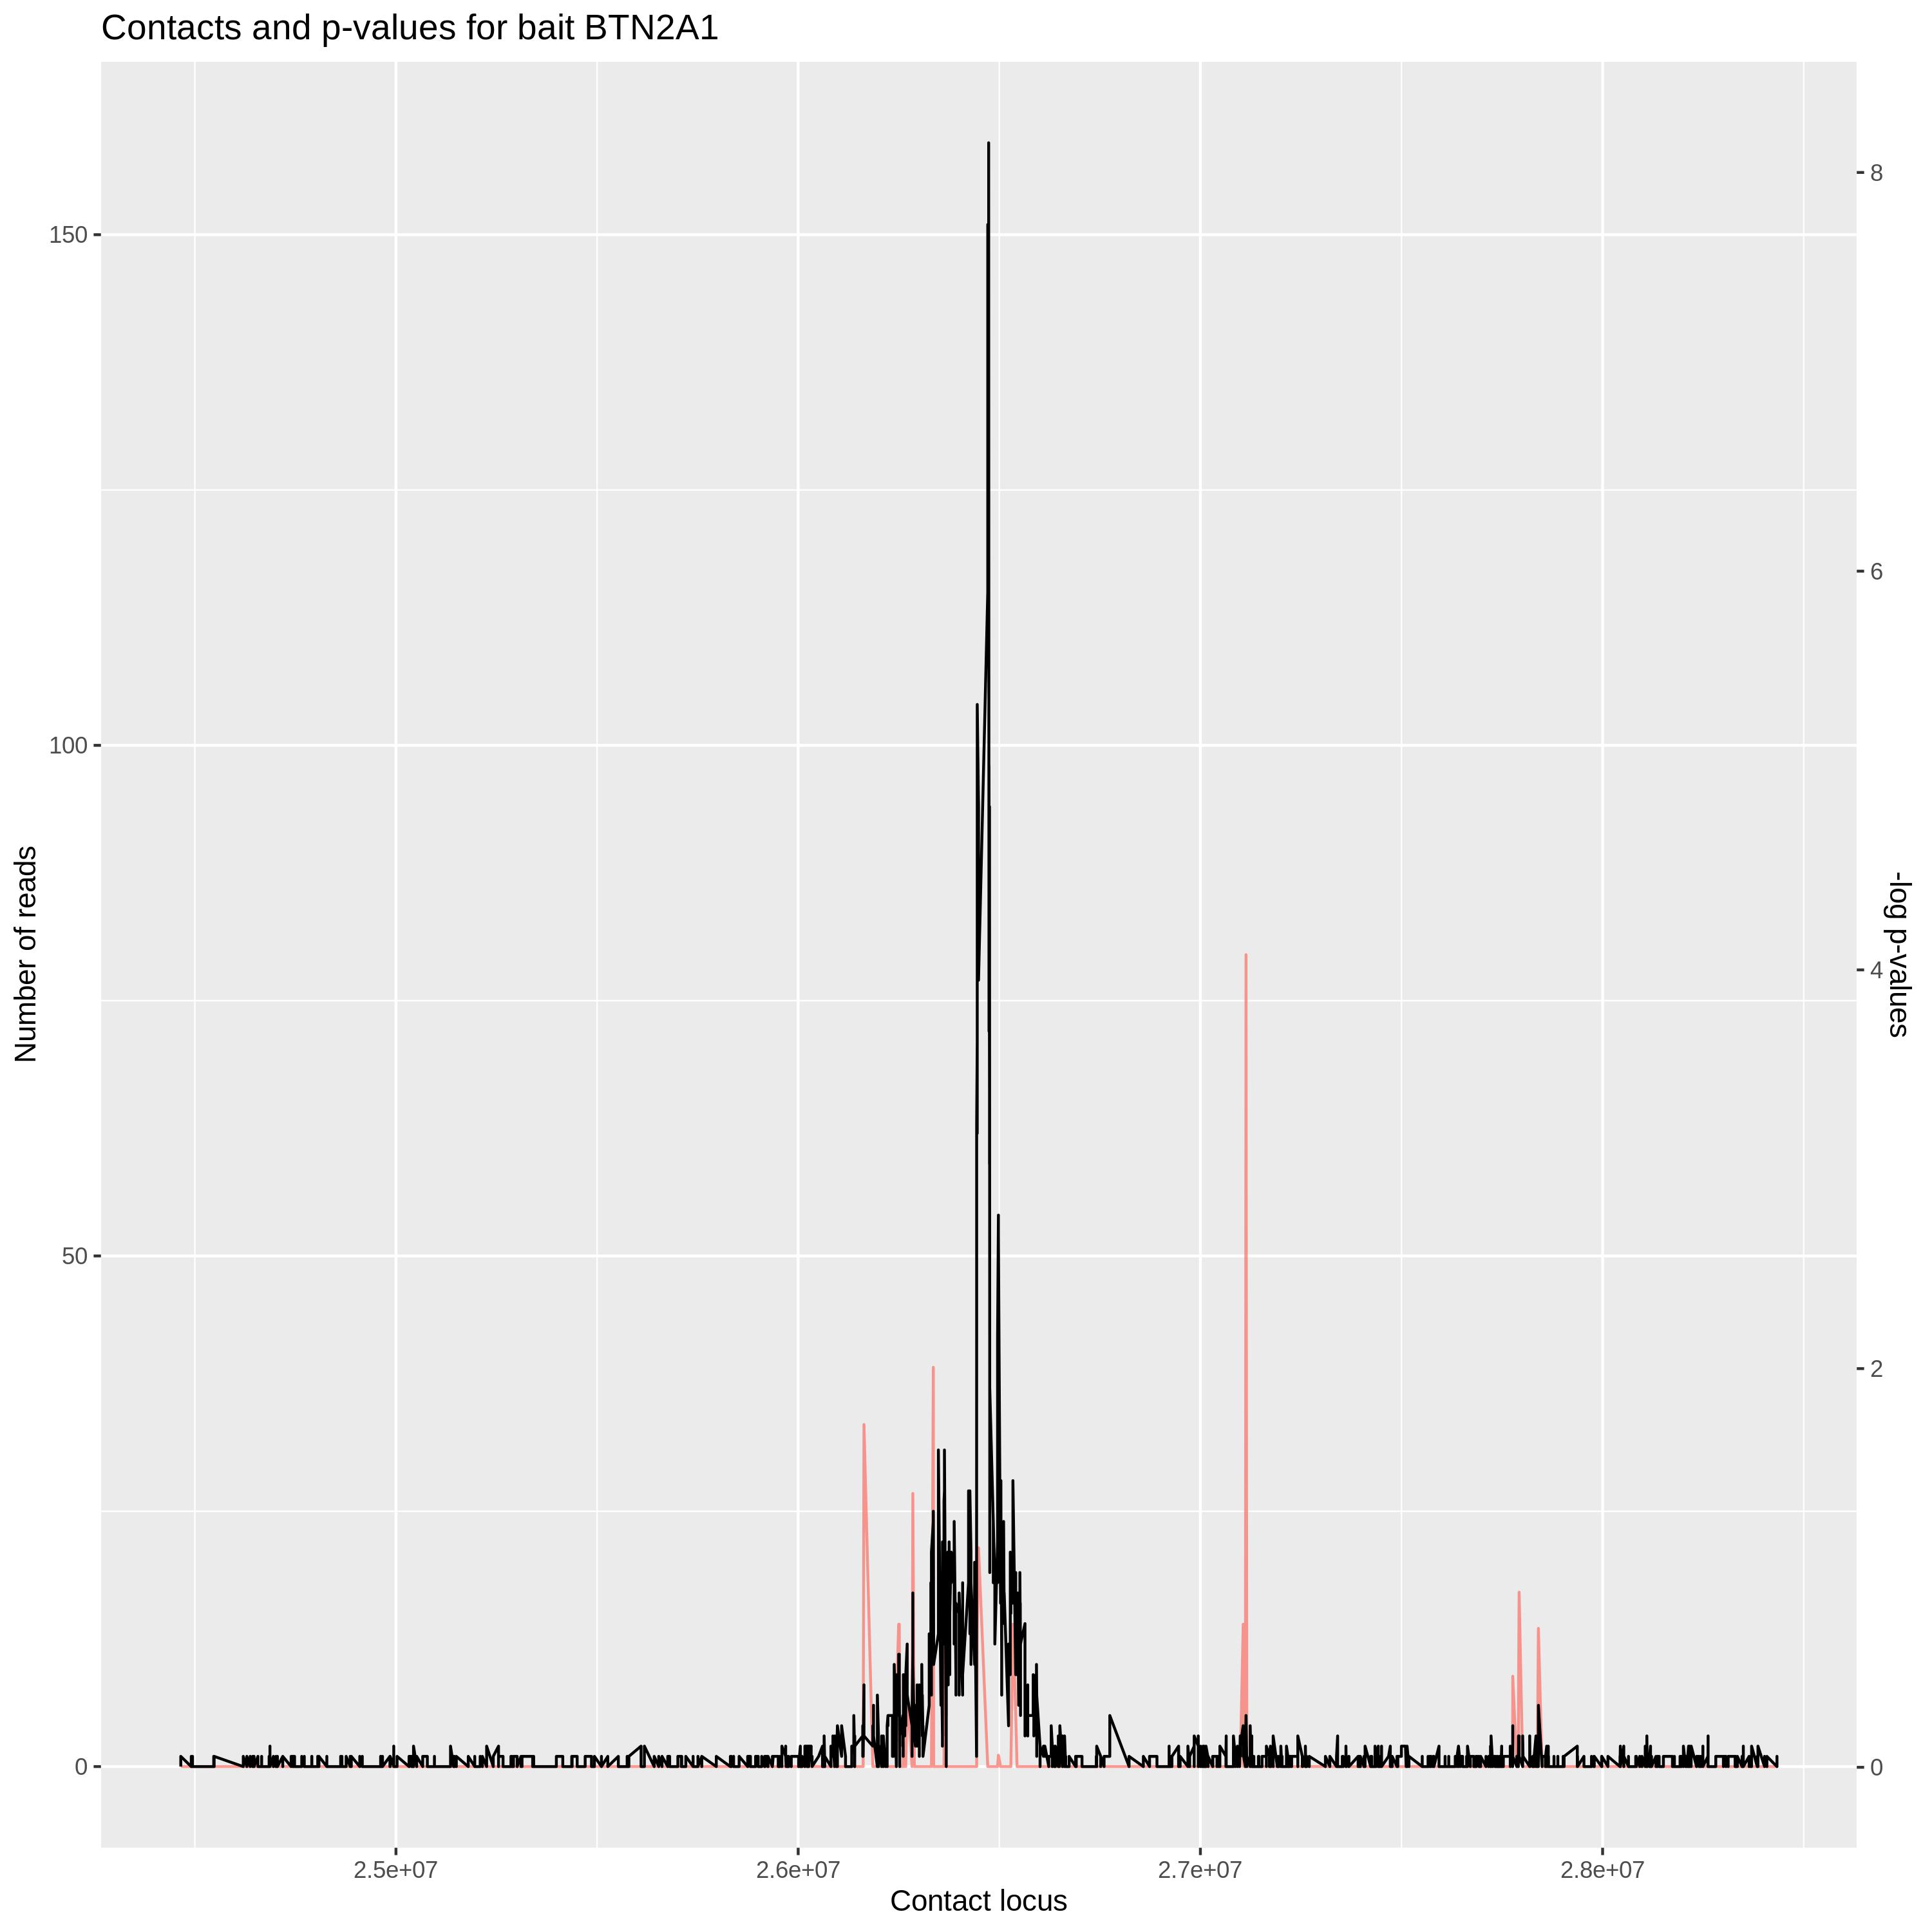 Contacts and p-values for bait BTN2A1
Number of reads
150
100
50
0
8
6
4
2
0
-log p-values
2.5e+07
2.6e+07
2.7e+07
2.8e+07
Contact locus